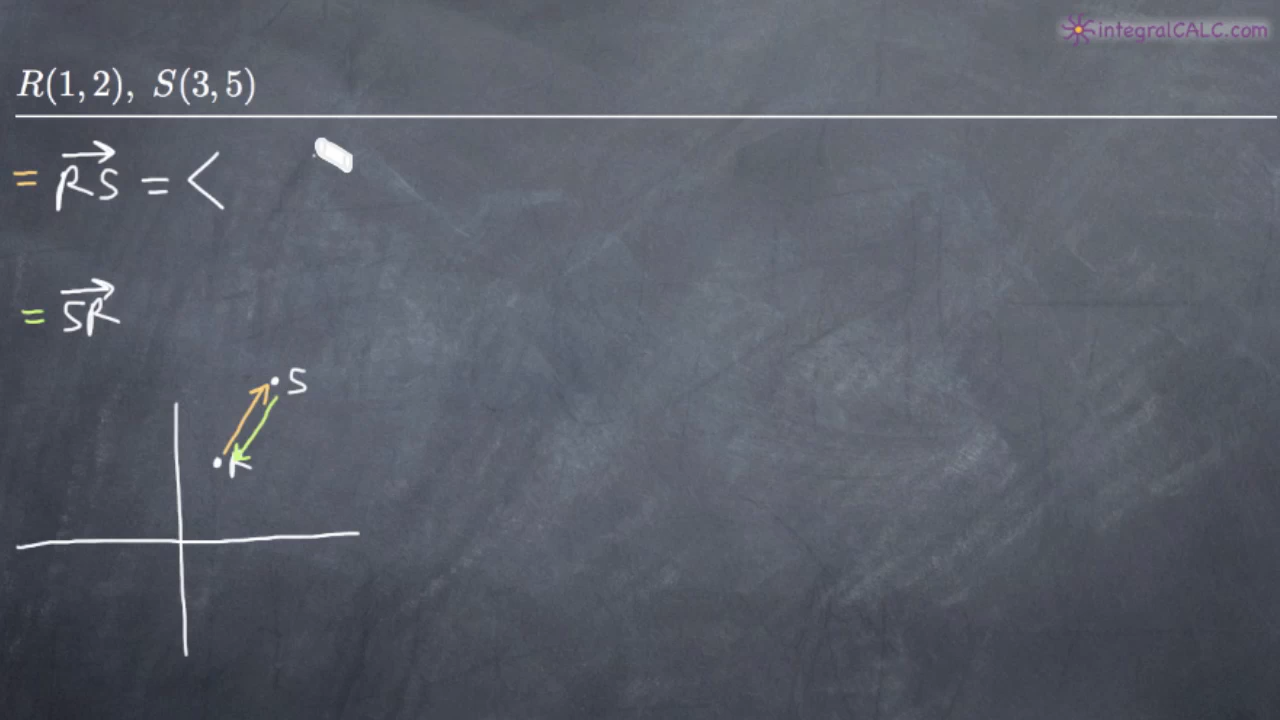 integralCALC.com
R(1, 2), S(3, 5)
= RS⃗ = <
= SR⃗
S
R